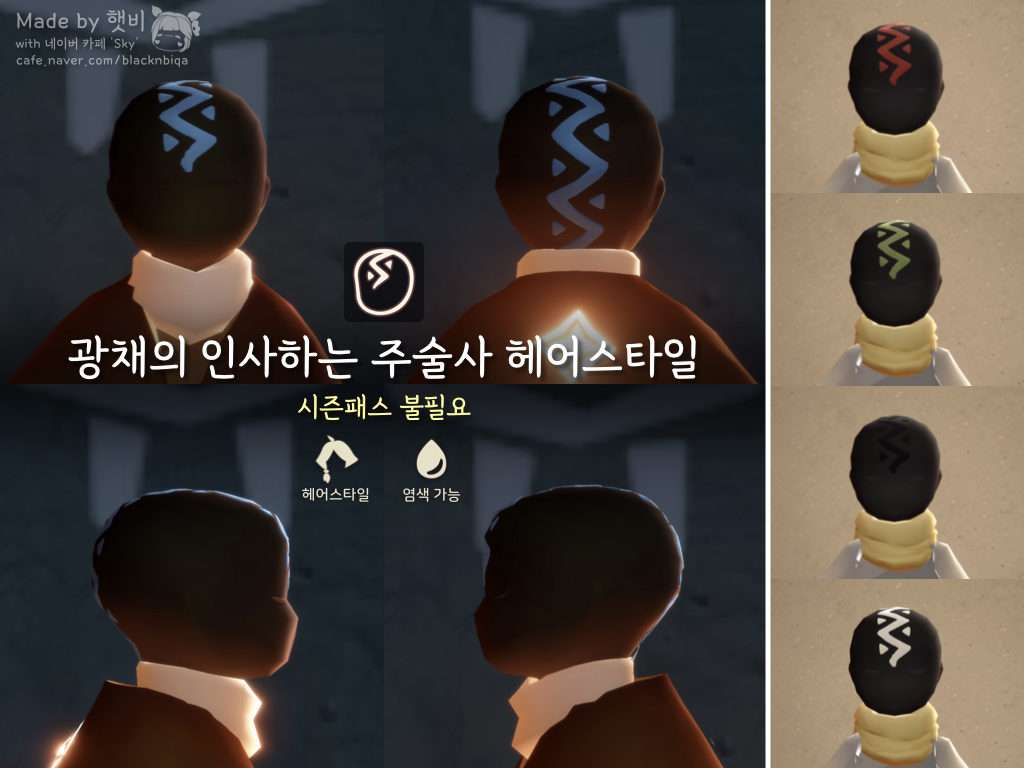 Made by 햇비
with 네이버 카페 'Sky'
cafe.naver.com/blacknbiqa
광채의 인사하는 주술사 헤어스타일
시즌패스 불필요
헤어스타일
염색 가능